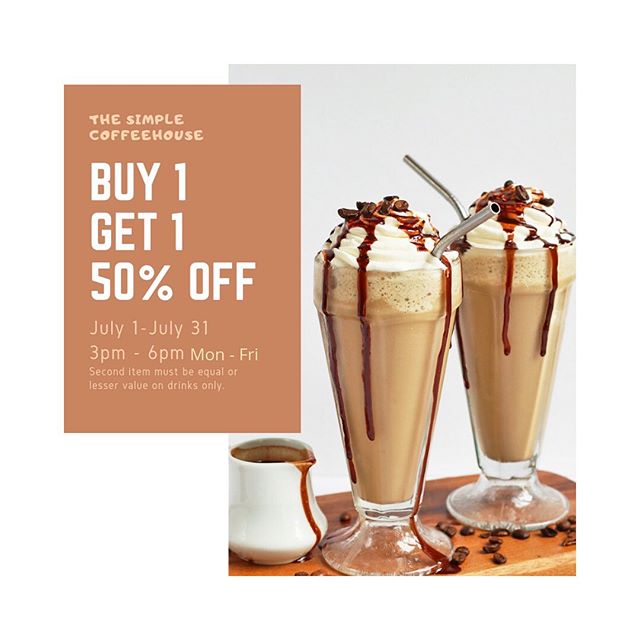 THE SIMPLE
COFFEEHOUSE
BUY 1
GET 1
50% OFF
July 1-July 31
3pm - 6pm Mon - Fri
Second item must be equal or
lesser value on drinks only.